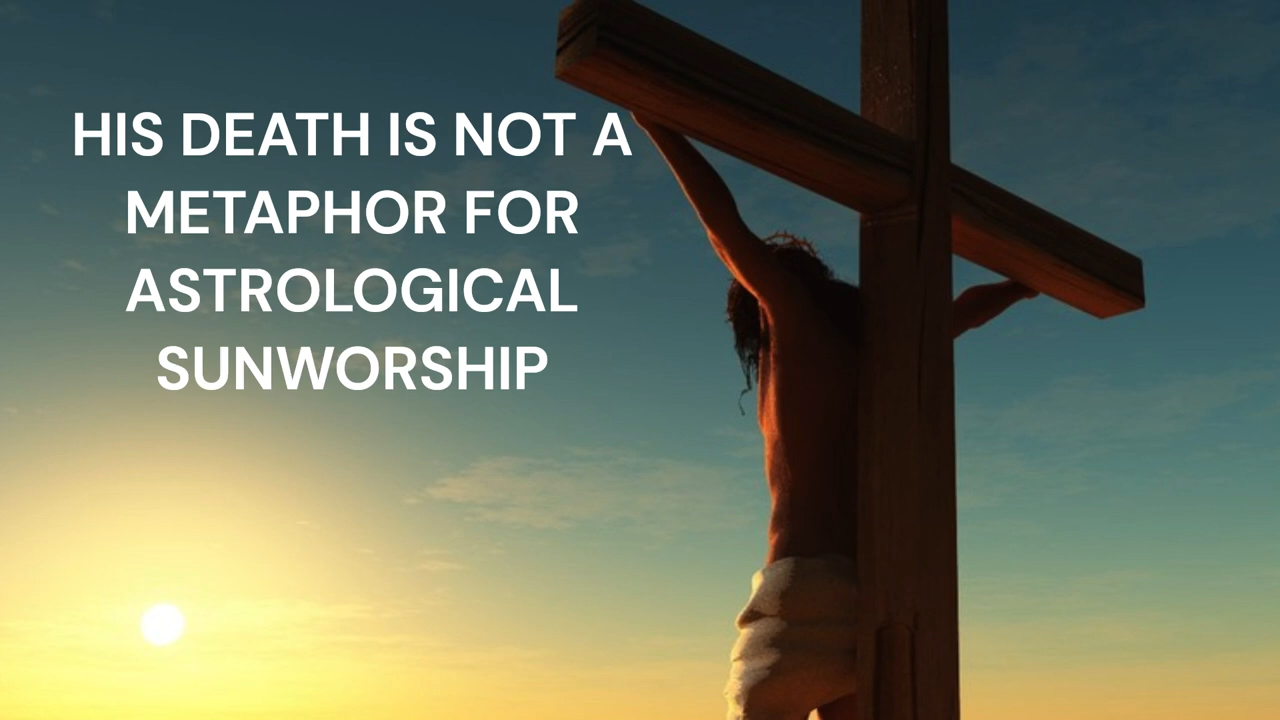 HIS DEATH IS NOT A
METAPHOR FOR
ASTROLOGICAL
SUNWORSHIP